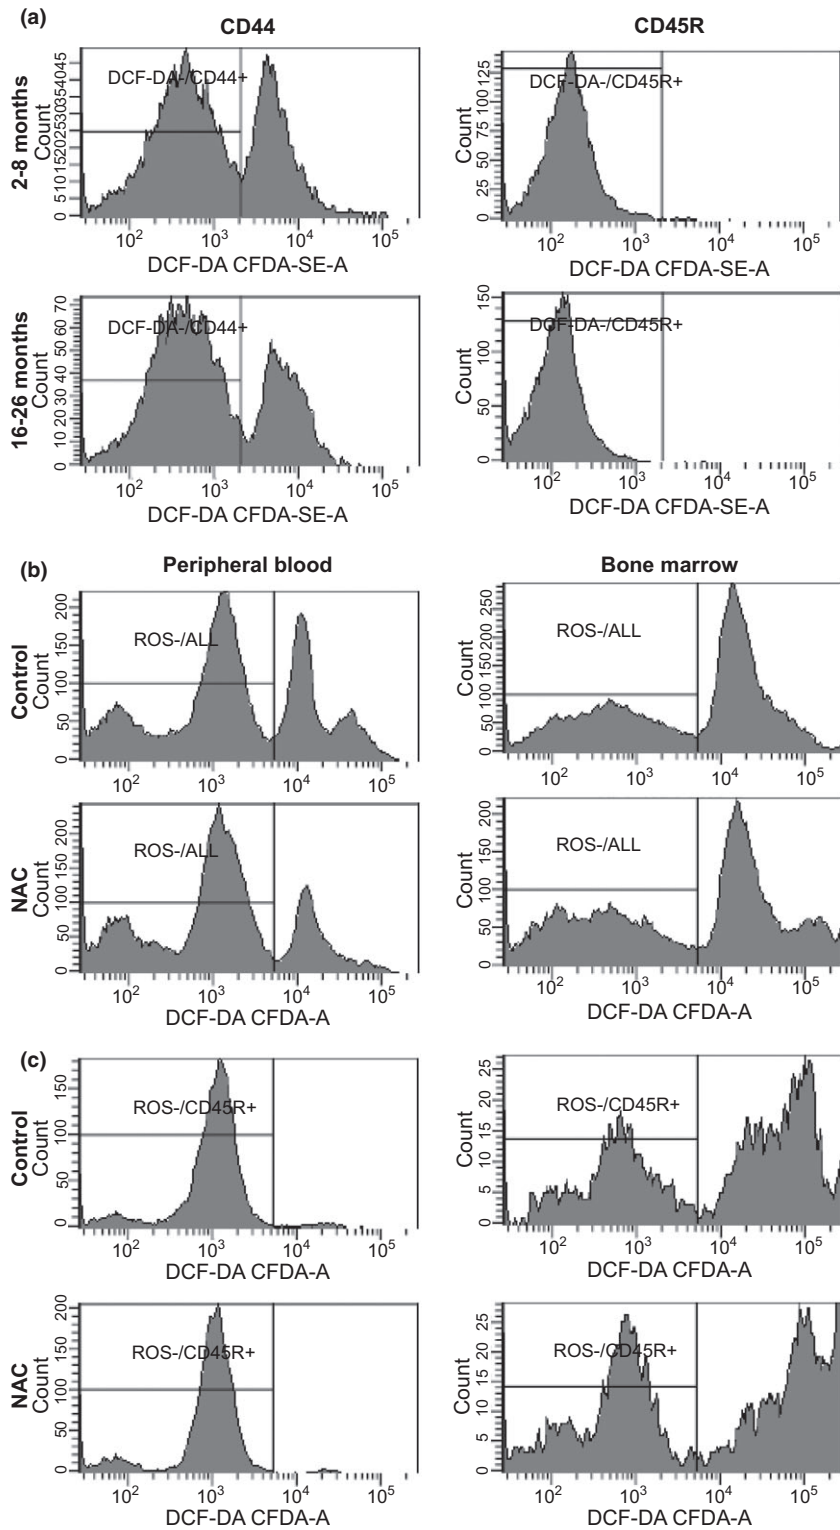 (a)
CD44
CD45R
2-8 months
Count
0 5 10 15 20 25 30 35 40 45
DCF-DA-/CD44+
10² 10³ 10⁴ 10⁵
DCF-DA CFDA-SE-A
Count
0 25 50 75 100 125
DCF-DA-/CD45R+
10² 10³ 10⁴ 10⁵
DCF-DA CFDA-SE-A
16-26 months
Count
0 10 20 30 40 50 60 70
DCF-DA-/CD44+
10² 10³ 10⁴ 10⁵
DCF-DA CFDA-SE-A
Count
0 50 100 150
DCF-DA-/CD45R+
10² 10³ 10⁴ 10⁵
DCF-DA CFDA-SE-A
(b)
Peripheral blood
Bone marrow
Control
Count
0 50 100 150 200
ROS-/ALL
10² 10³ 10⁴ 10⁵
Count
0 50 100 150 200 250
ROS-/ALL
10² 10³ 10⁴ 10⁵
NAC
Count
0 50 100 150 200
ROS-/ALL
10² 10³ 10⁴ 10⁵
DCF-DA CFDA-A
Count
0 50 100 150 200
ROS-/ALL
10² 10³ 10⁴ 10⁵
DCF-DA CFDA-A
(c)
Control
Count
0 50 100 150
ROS-/CD45R+
10² 10³ 10⁴ 10⁵
DCF-DA CFDA-A
Count
0 5 10 15 20 25
ROS-/CD45R+
10² 10³ 10⁴ 10⁵
DCF-DA CFDA-A
NAC
Count
0 50 100 150 200
ROS-/CD45R+
10² 10³ 10⁴ 10⁵
DCF-DA CFDA-A
Count
0 5 10 15 20 25
ROS-/CD45R+
10² 10³ 10⁴ 10⁵
DCF-DA CFDA-A